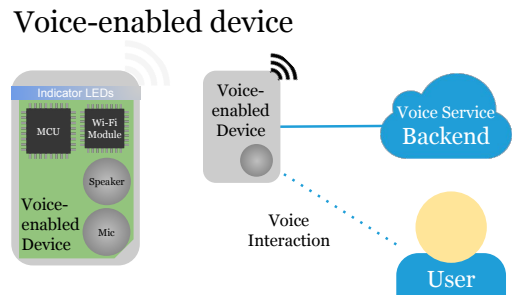 Voice-enabled device
Indicator LEDs
MCU
Wi-Fi
Module
Speaker
Voice-
enabled
Device
Mic
Voice-
enabled
Device
Voice Service
Backend
Voice
Interaction
User